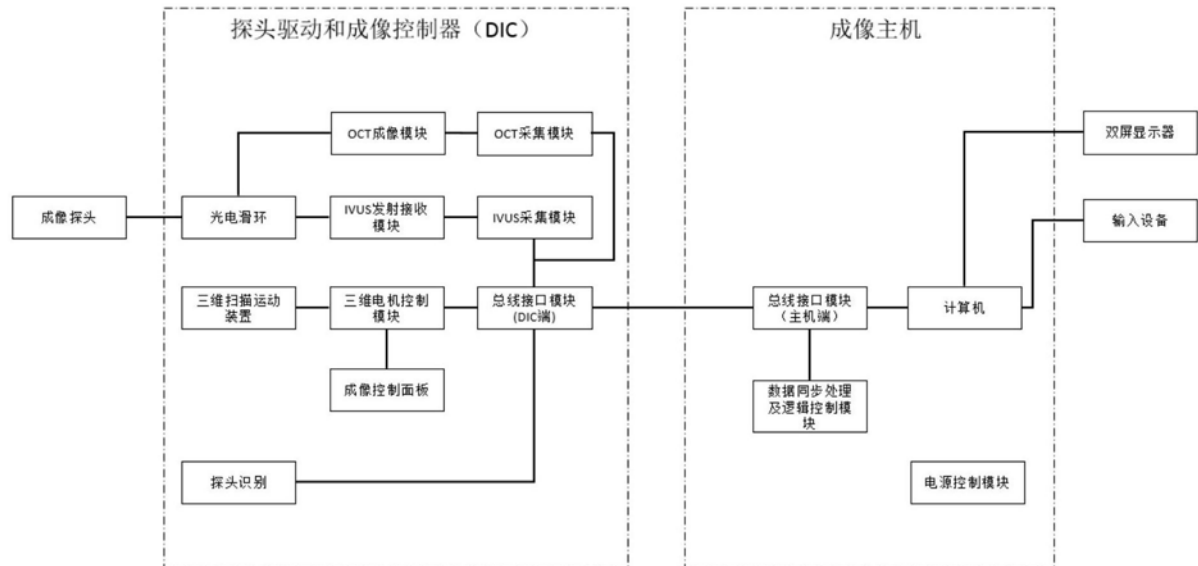 探头驱动和成像控制器（DIC）
成像主机
OCT成像模块
OCT采集模块
双屏显示器
成像探头
光电滑环
IVUS发射接收
模块
IVUS采集模块
输入设备
三维扫描运动
装置
三维电机控制
模块
总线接口模块
(DIC端)
总线接口模块
（主机端）
计算机
成像控制面板
数据同步处理
及逻辑控制模
块
探头识别
电源控制模块